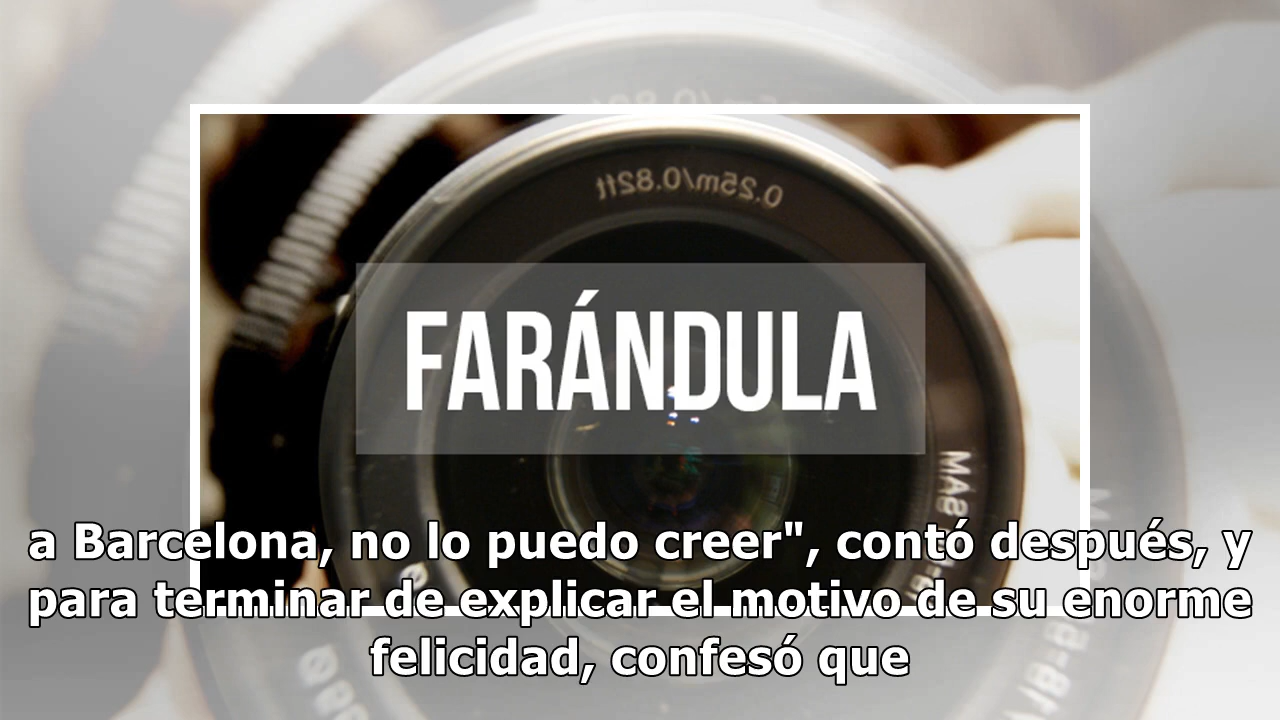 0.25m/0.82ft
FARÁNDULA
a Barcelona, no lo puedo creer", contó después, y
para terminar de explicar el motivo de su enorme
felicidad, confesó que